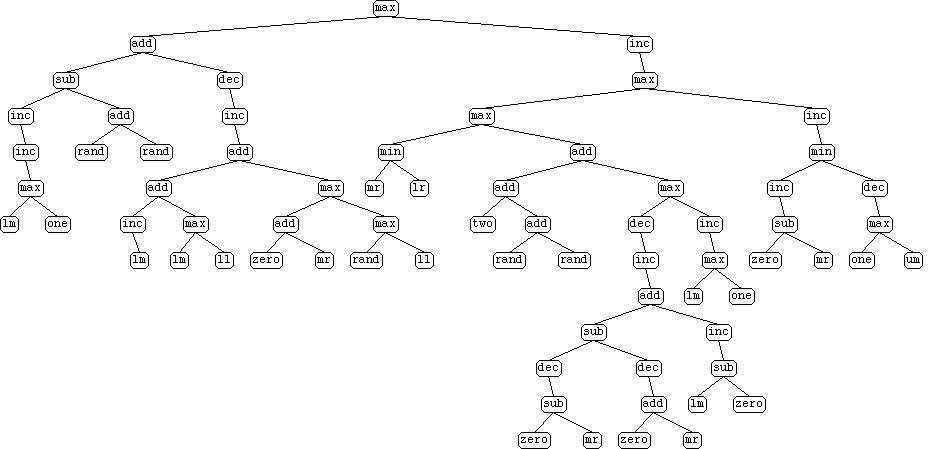 max
add inc
sub dec max
inc add inc max inc
inc rand rand add min add min
max add max mr lr add max inc dec
lm one inc max add max two add dec inc sub max
lm lm ll zero mr rand ll rand rand inc max zero mr one um
add lm one
sub inc
dec dec sub
sub add lm zero
zero mr zero mr